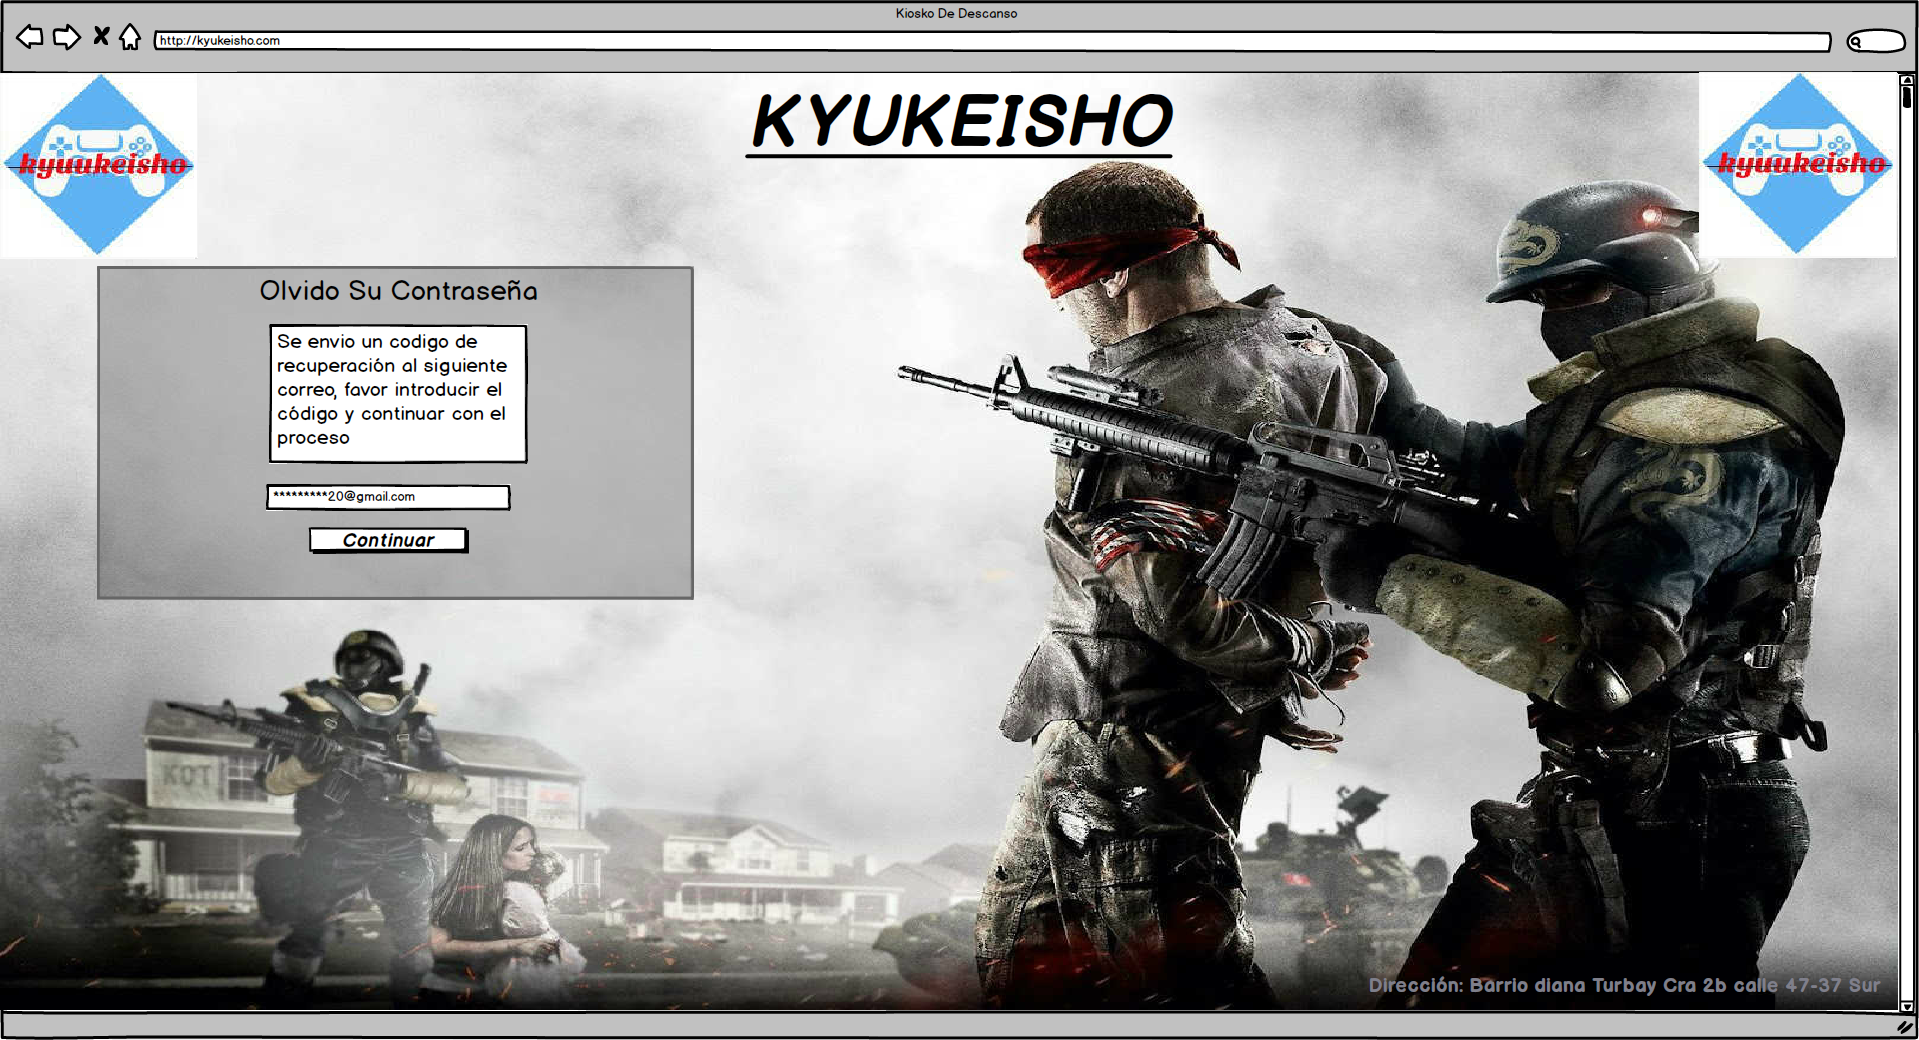 Kiosko De Descanso
http://kyukeisho.com
KYUKEISHO
kyuukeisho
kyuukeisho
Olvido Su Contraseña
Se envio un codigo de
recuperación al siguiente
correo, favor introducir el
código y continuar con el
proceso
*********20@gmail.com
Continuar
KOT
Dirección: Barrio diana Turbay Cra 2b calle 47-37 Sur